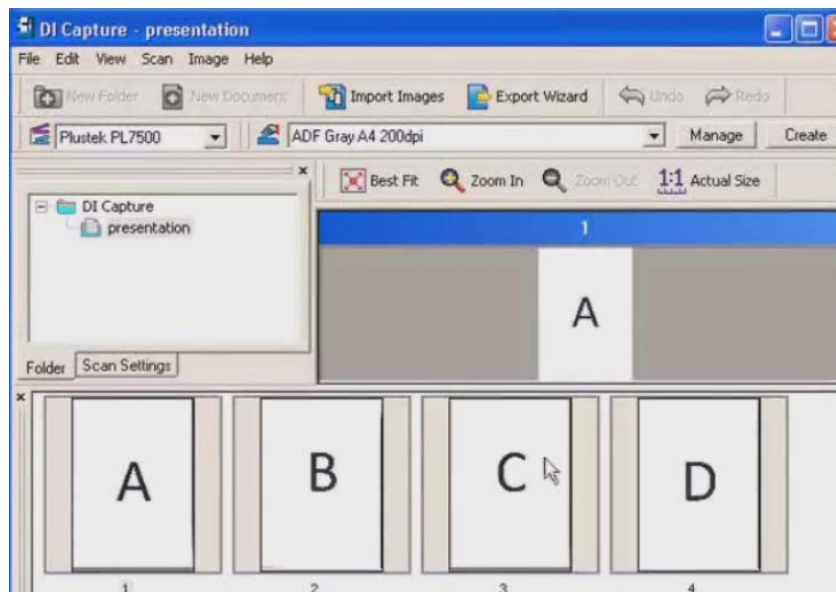 DI Capture - presentation
File Edit View Scan Image Help
New Folder New Document Import Images Export Wizard Undo Redo
Plustek PL7500 ADF Gray A4 200dpi Manage Create
Best Fit Zoom In Zoom Out 1:1 Actual Size
DI Capture
presentation
1
A
Folder Scan Settings
A B C D
1 2 3 4